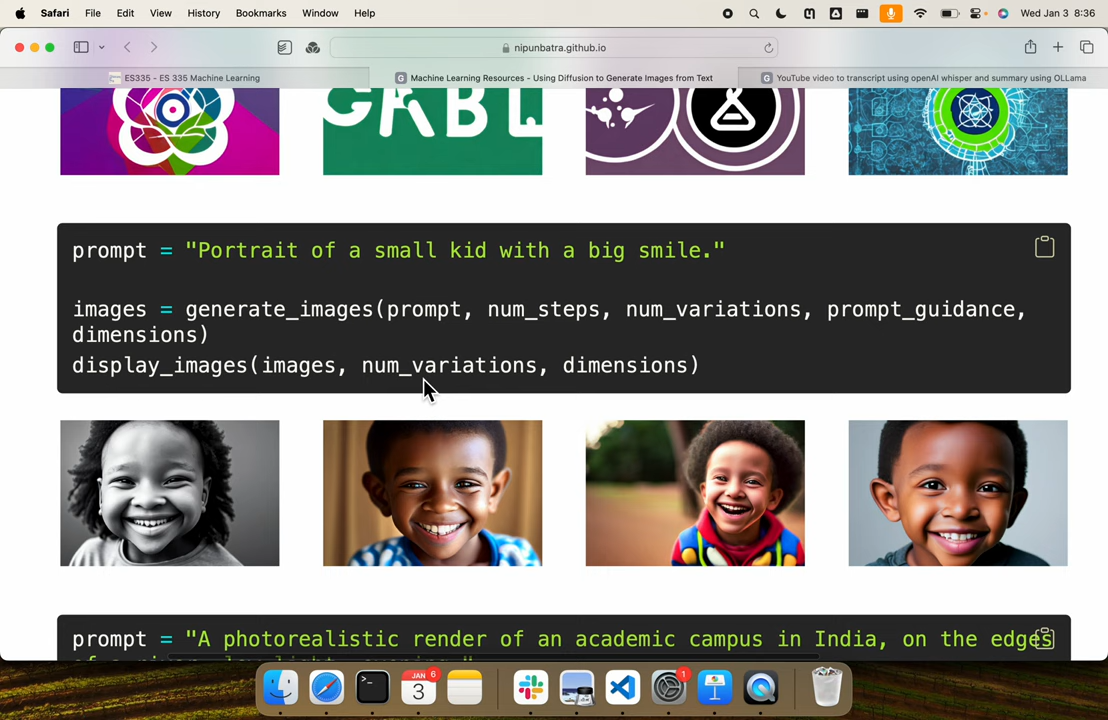 Safari File Edit View History Bookmarks Window Help Wed Jan 3 8:36
nipunbatra.github.io
ES335 - ES 335 Machine Learning
Machine Learning Resources - Using Diffusion to Generate Images from Text
YouTube video to transcript using openAI whisper and summary using OLLama
prompt = "Portrait of a small kid with a big smile."
images = generate_images(prompt, num_steps, num_variations, prompt_guidance,
dimensions)
display_images(images, num_variations, dimensions)
prompt = "A photorealistic render of an academic campus in India, on the edges
JAN 6
3
1